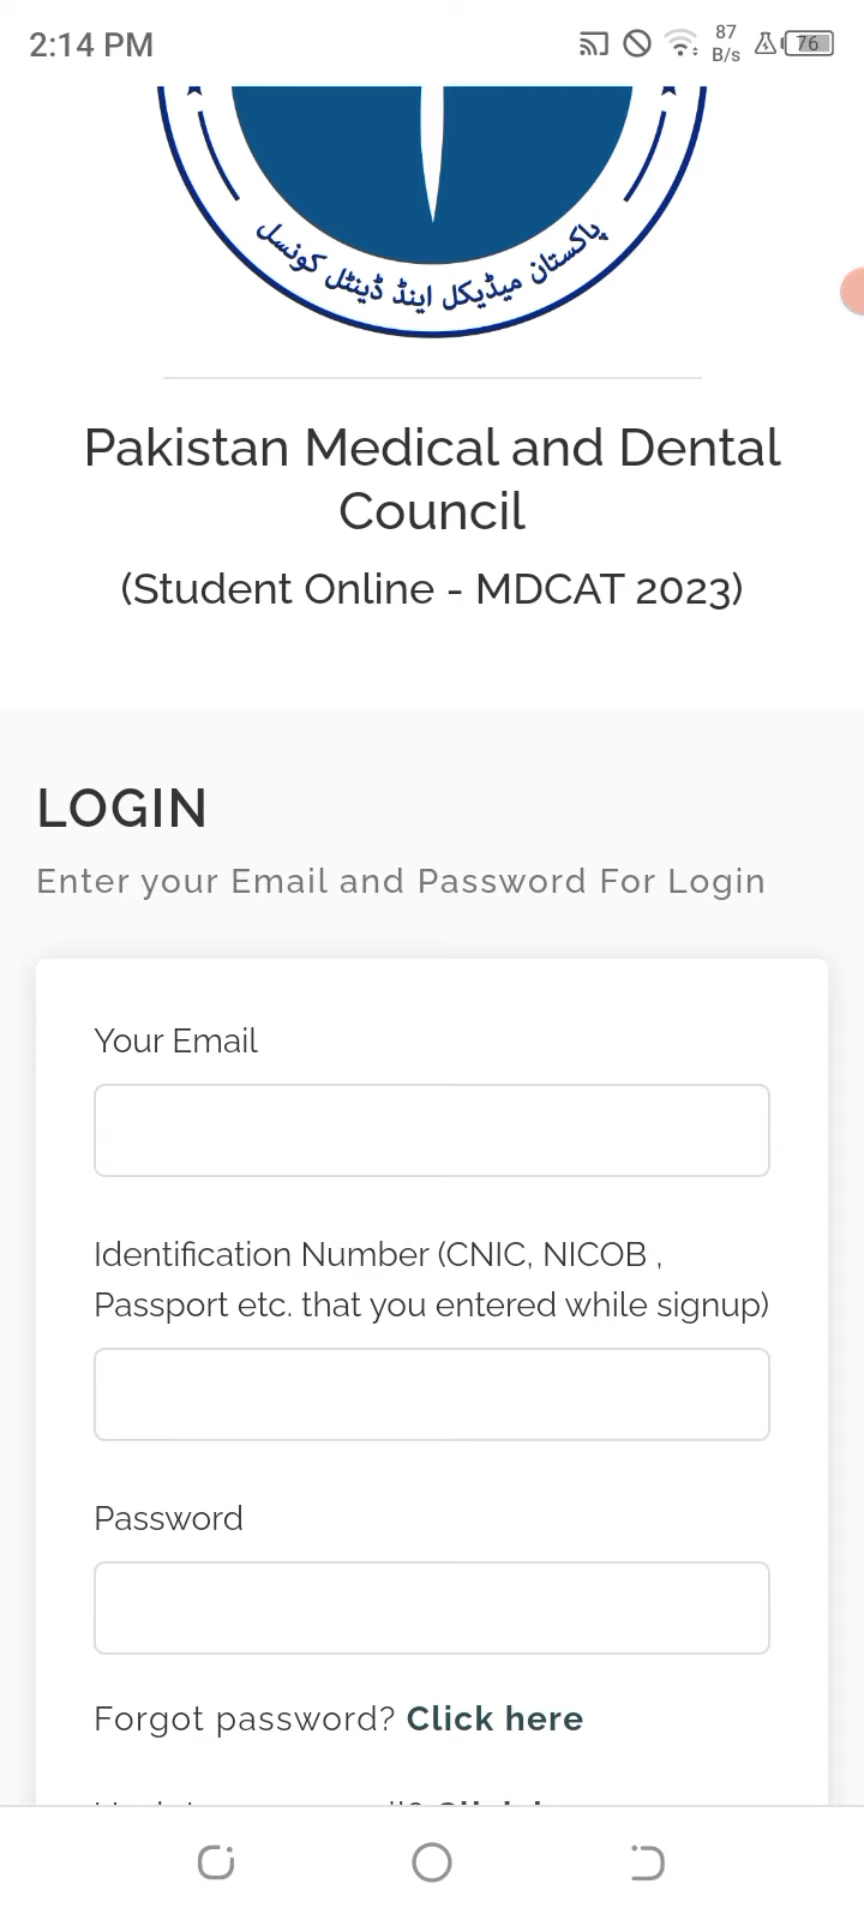 2:14 PM
87
B/s
76
پاکستان میڈیکل اینڈ ڈینٹل کونسل
Pakistan Medical and Dental
Council
(Student Online - MDCAT 2023)
LOGIN
Enter your Email and Password For Login
Your Email
Identification Number (CNIC, NICOB ,
Passport etc. that you entered while signup)
Password
Forgot password? Click here